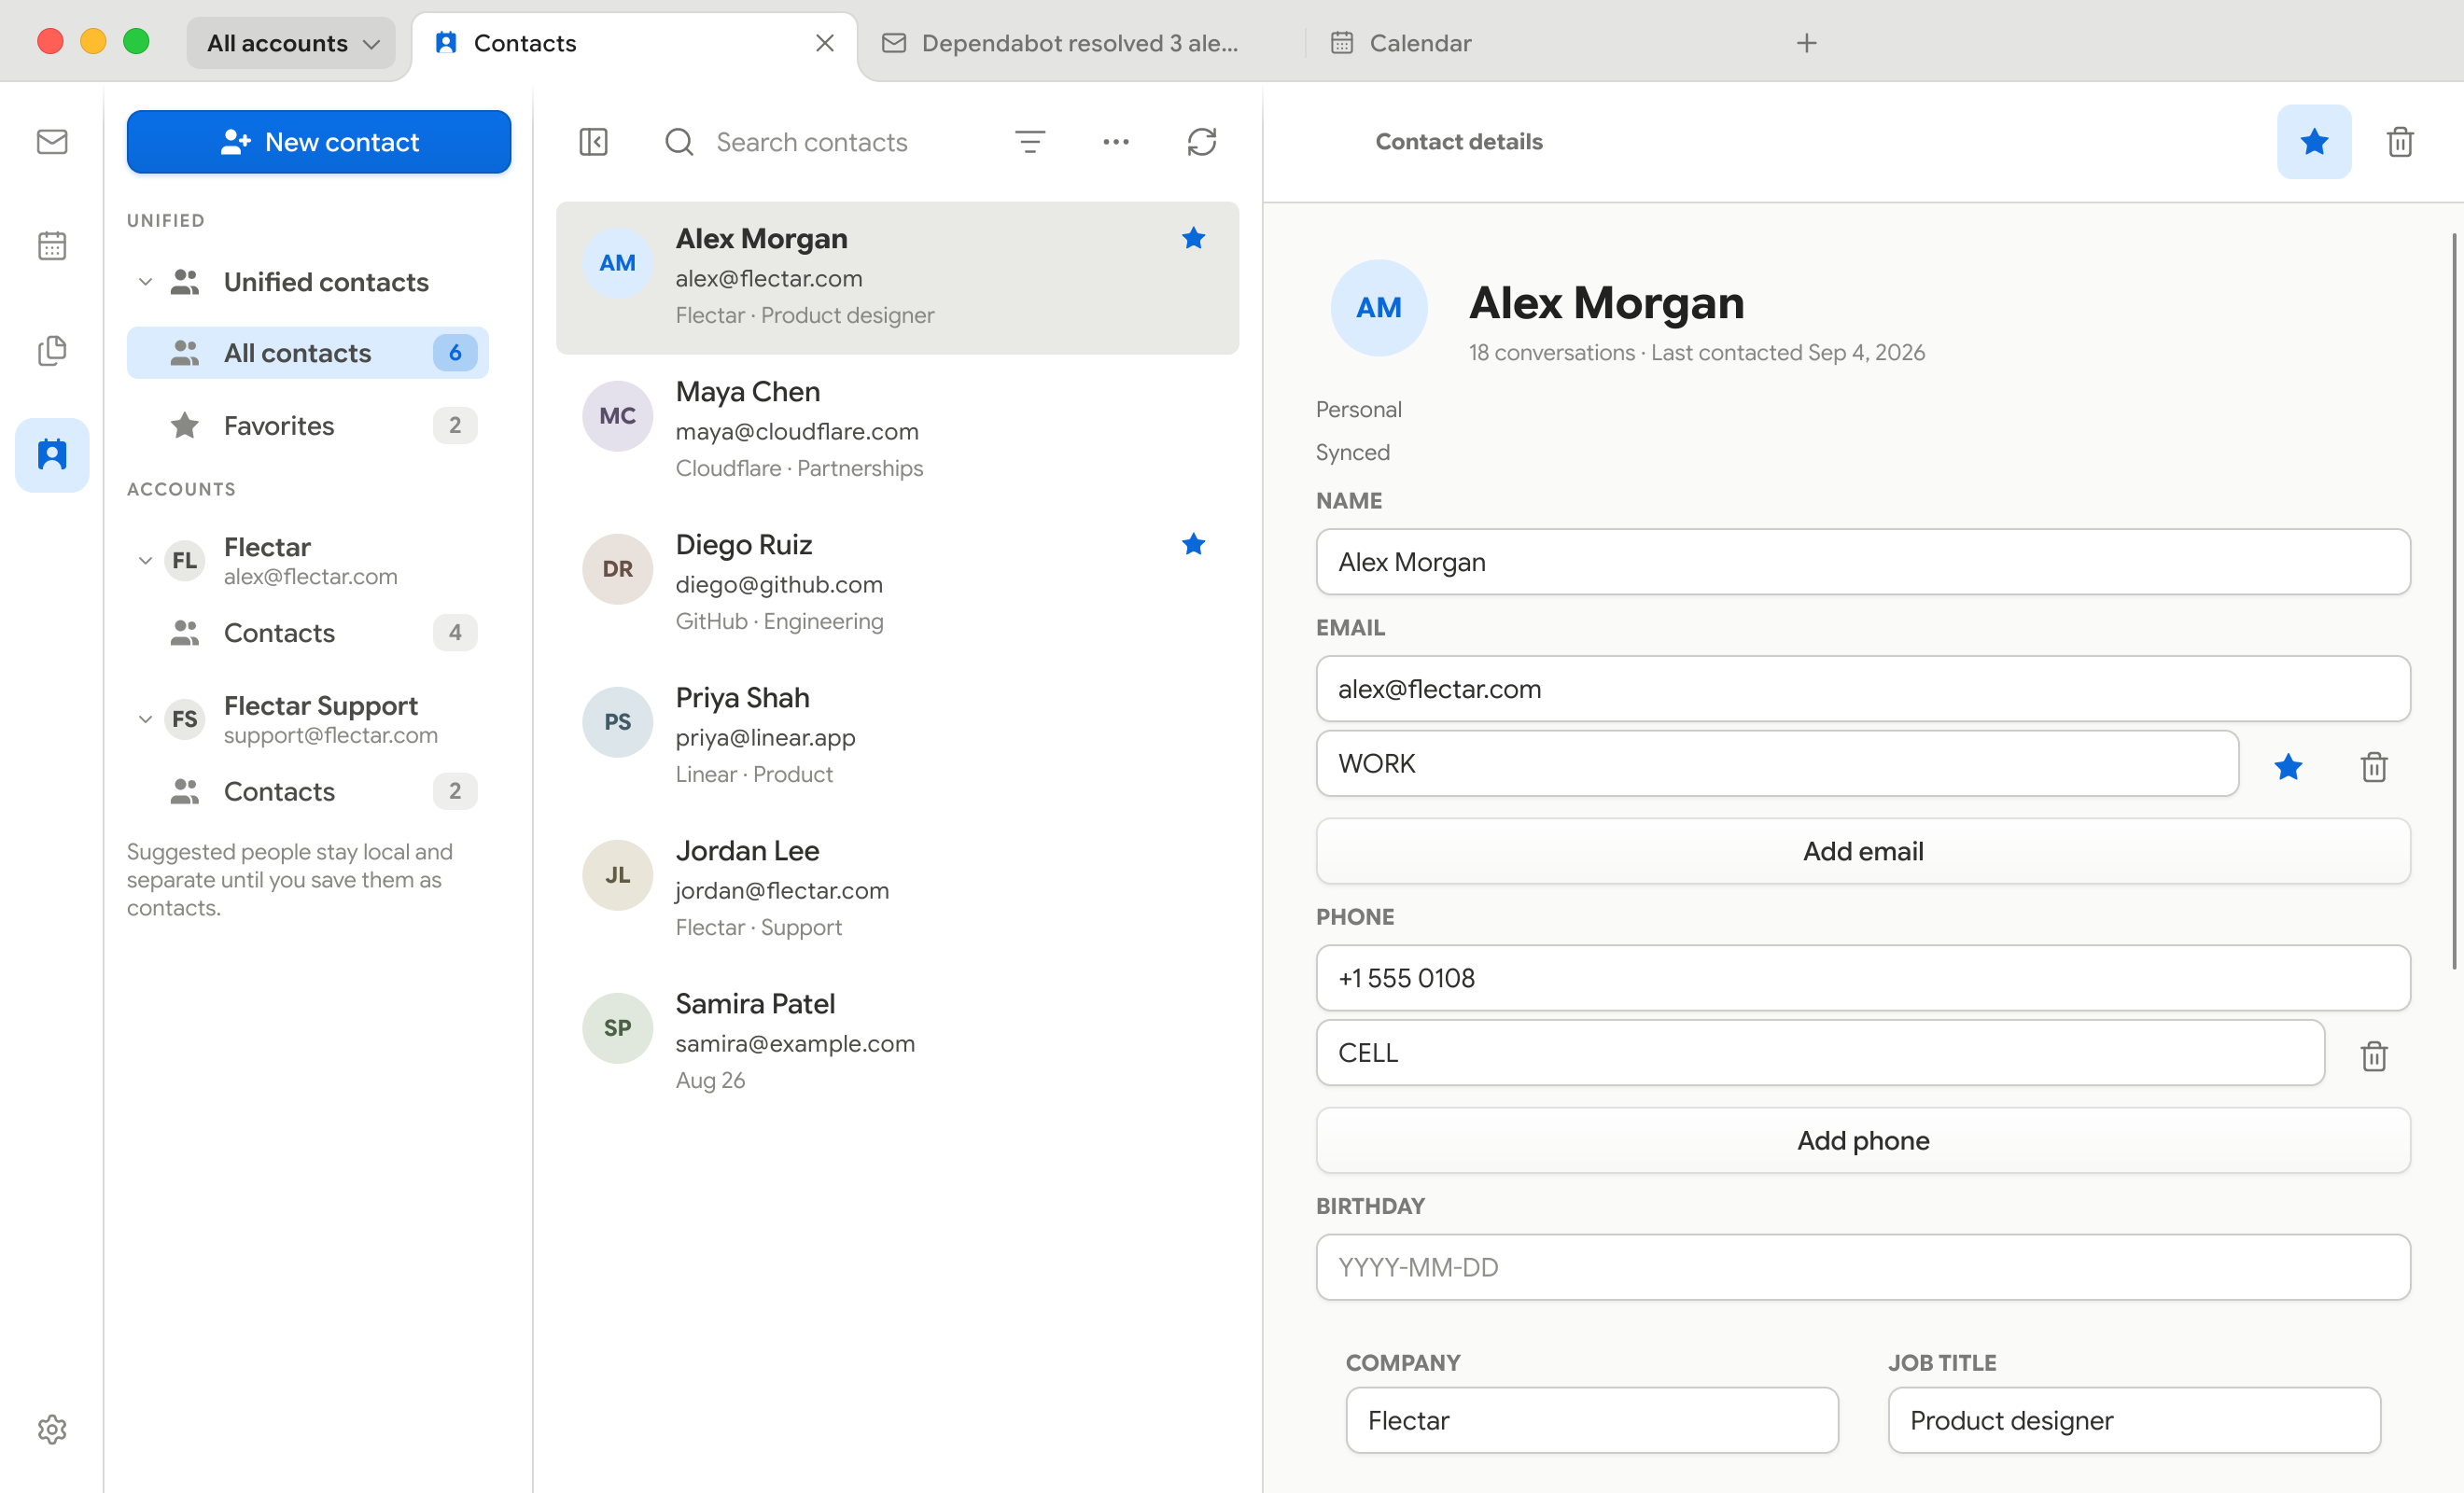 All accounts
Contacts
Dependabot resolved 3 ale...
Calendar
New contact
UNIFIED
Unified contacts
All contacts 6
Favorites 2
ACCOUNTS
FL
Flectar
alex@flectar.com
Contacts 4
FS
Flectar Support
support@flectar.com
Contacts 2
Suggested people stay local and
separate until you save them as
contacts.
Search contacts
AM
Alex Morgan
alex@flectar.com
Flectar · Product designer
MC
Maya Chen
maya@cloudflare.com
Cloudflare · Partnerships
DR
Diego Ruiz
diego@github.com
GitHub · Engineering
PS
Priya Shah
priya@linear.app
Linear · Product
JL
Jordan Lee
jordan@flectar.com
Flectar · Support
SP
Samira Patel
samira@example.com
Aug 26
Contact details
AM
Alex Morgan
18 conversations · Last contacted Sep 4, 2026
Personal
Synced
NAME
Alex Morgan
EMAIL
alex@flectar.com
WORK
Add email
PHONE
+1 555 0108
CELL
Add phone
BIRTHDAY
YYYY-MM-DD
COMPANY
Flectar
JOB TITLE
Product designer